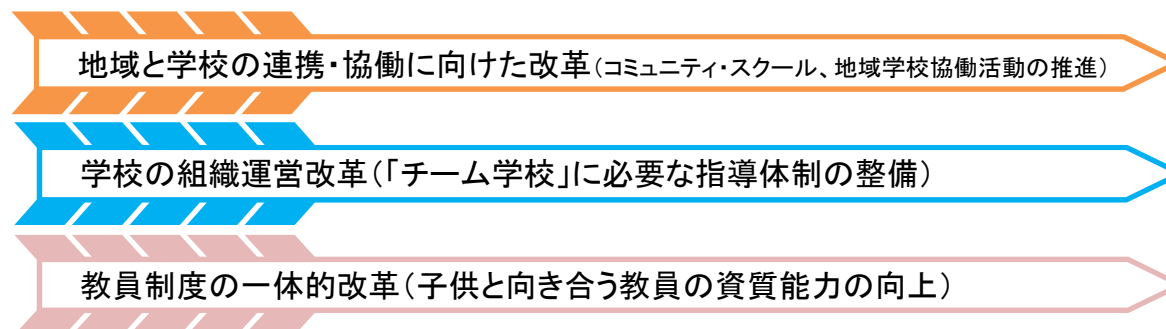 地域と学校の連携・協働に向けた改革(コミュニティ・スクール、地域学校協働活動の推進)
学校の組織運営改革(「チーム学校」に必要な指導体制の整備)
教員制度の一体的改革(子供と向き合う教員の資質能力の向上)